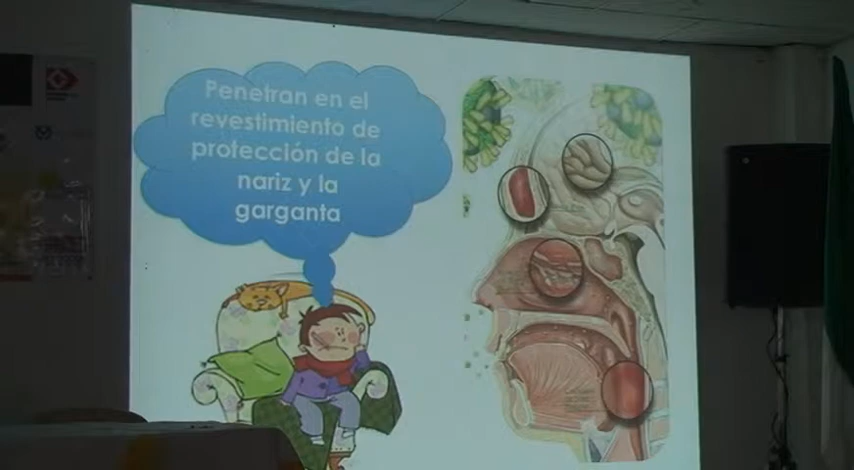 Penetran en el
revestimiento de
protección de la
nariz y la
garganta